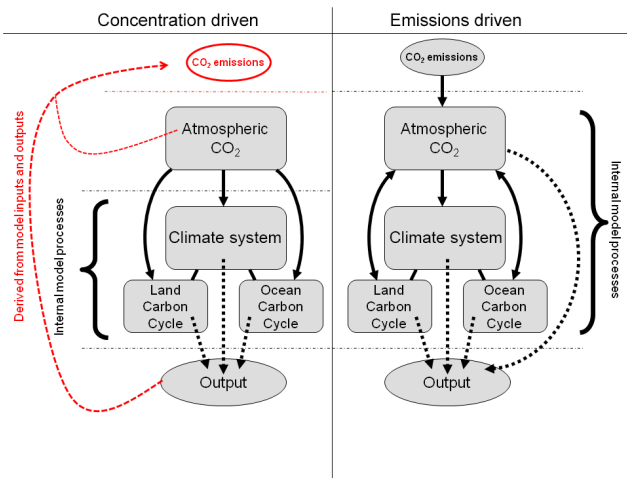 Concentration driven
CO₂ emissions
Atmospheric
CO₂
Climate system
Land
Carbon
Cycle
Ocean
Carbon
Cycle
Output
Derived from model inputs and outputs
Internal model processes
Emissions driven
CO₂ emissions
Atmospheric
CO₂
Climate system
Land
Carbon
Cycle
Ocean
Carbon
Cycle
Output
Internal model processes